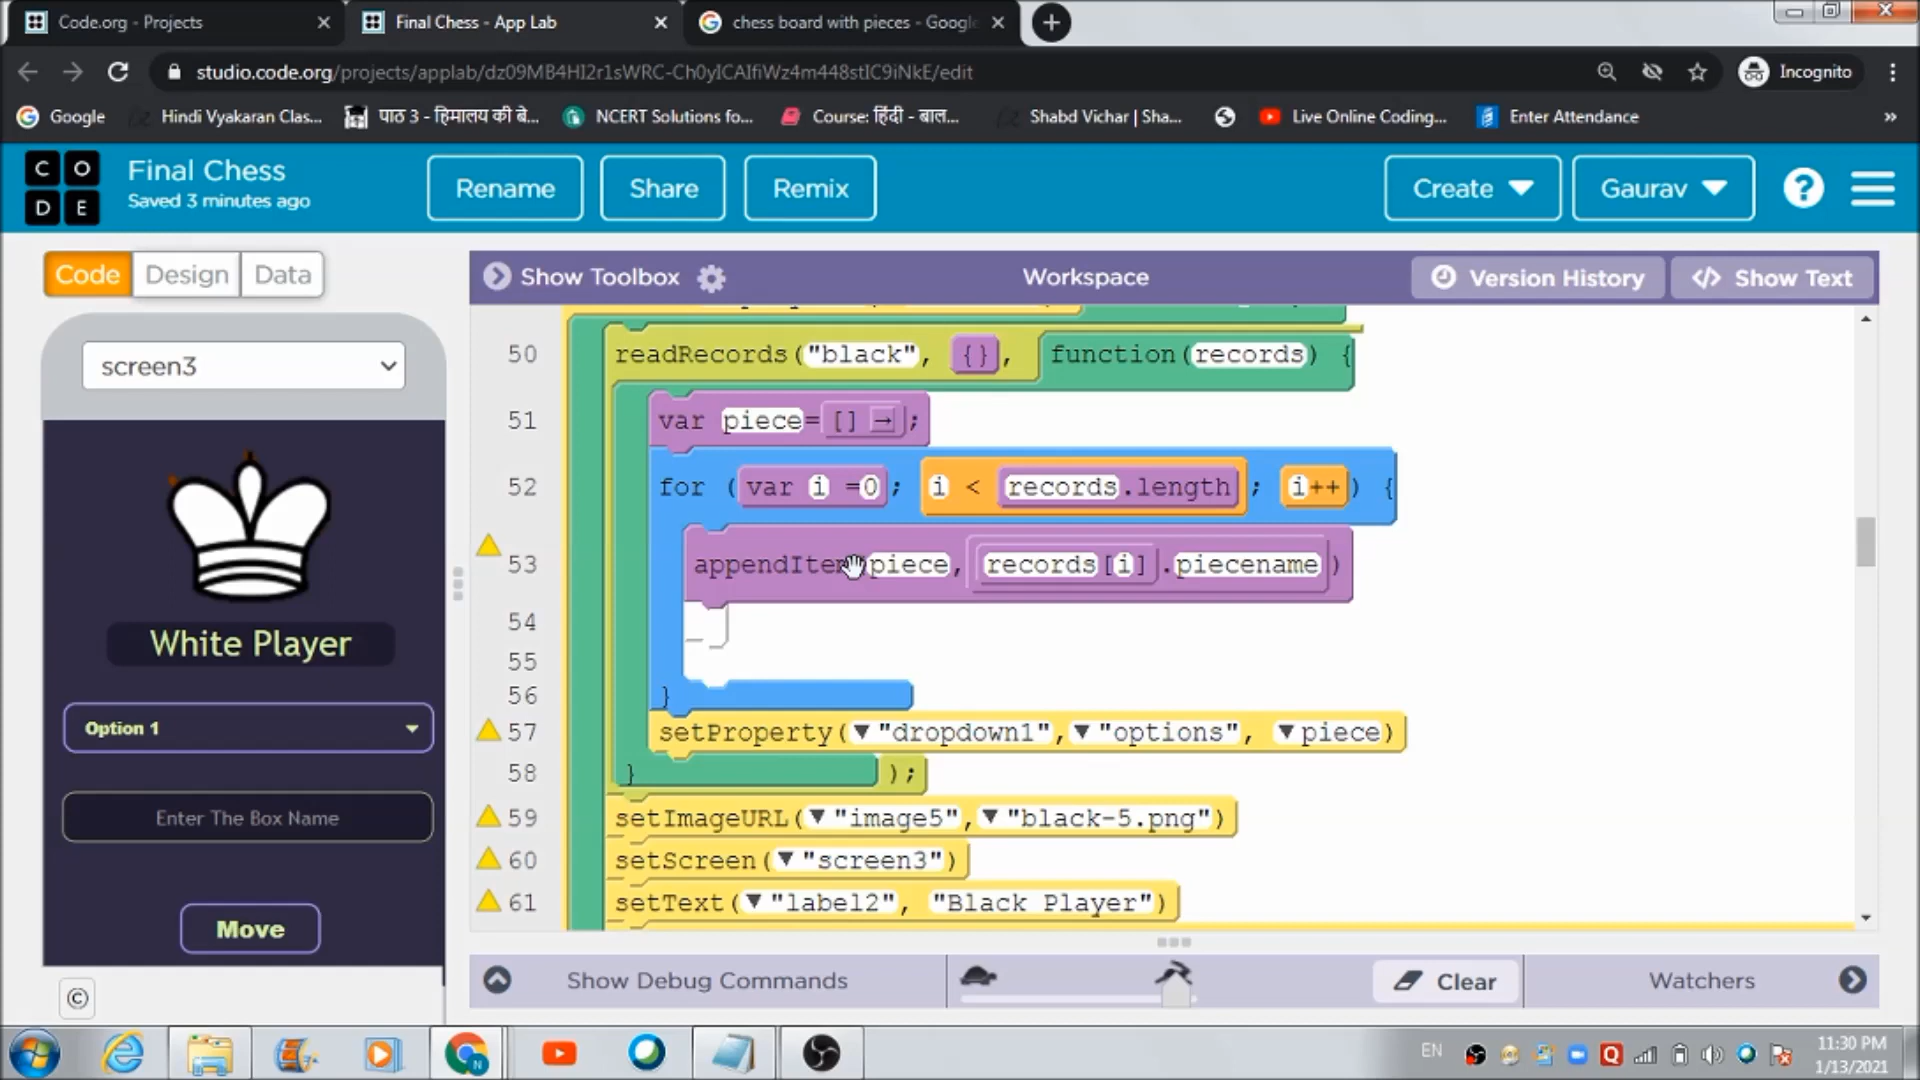 Code.org - Projects
Final Chess - App Lab
chess board with pieces - Google
studio.code.org/projects/applab/dz09MB4HI2r1sWRC-Ch0yICAIfiWz4m448stIC9iNkE/edit
Incognito
Google
Hindi Vyakaran Clas...
पाठ 3 - हिमालय की बे...
NCERT Solutions fo...
Course: हिंदी - बाल...
Shabd Vichar | Sha...
Live Online Coding...
Enter Attendance
»
C O
D E
Final Chess
Saved 3 minutes ago
Rename
Share
Remix
Create
Gaurav
?
Code
Design
Data
Show Toolbox
Workspace
Version History
</> Show Text
screen3
White Player
Option 1
Enter The Box Name
Move
©
50 readRecords("black", {}, function(records) {
51 var piece=[] →;
52 for (var i =0; i < records.length; i++) {
53 piece, records[i].piecename)
54
55
56 }
57 setProperty(▼"dropdown1",▼"options", ▼piece)
58 } );
59 setImageURL(▼"image5",▼"black-5.png")
60 setScreen(▼"screen3")
61 setText(▼"label2", "Black Player")
Show Debug Commands
Clear
Watchers
EN
11:30 PM
1/13/2021